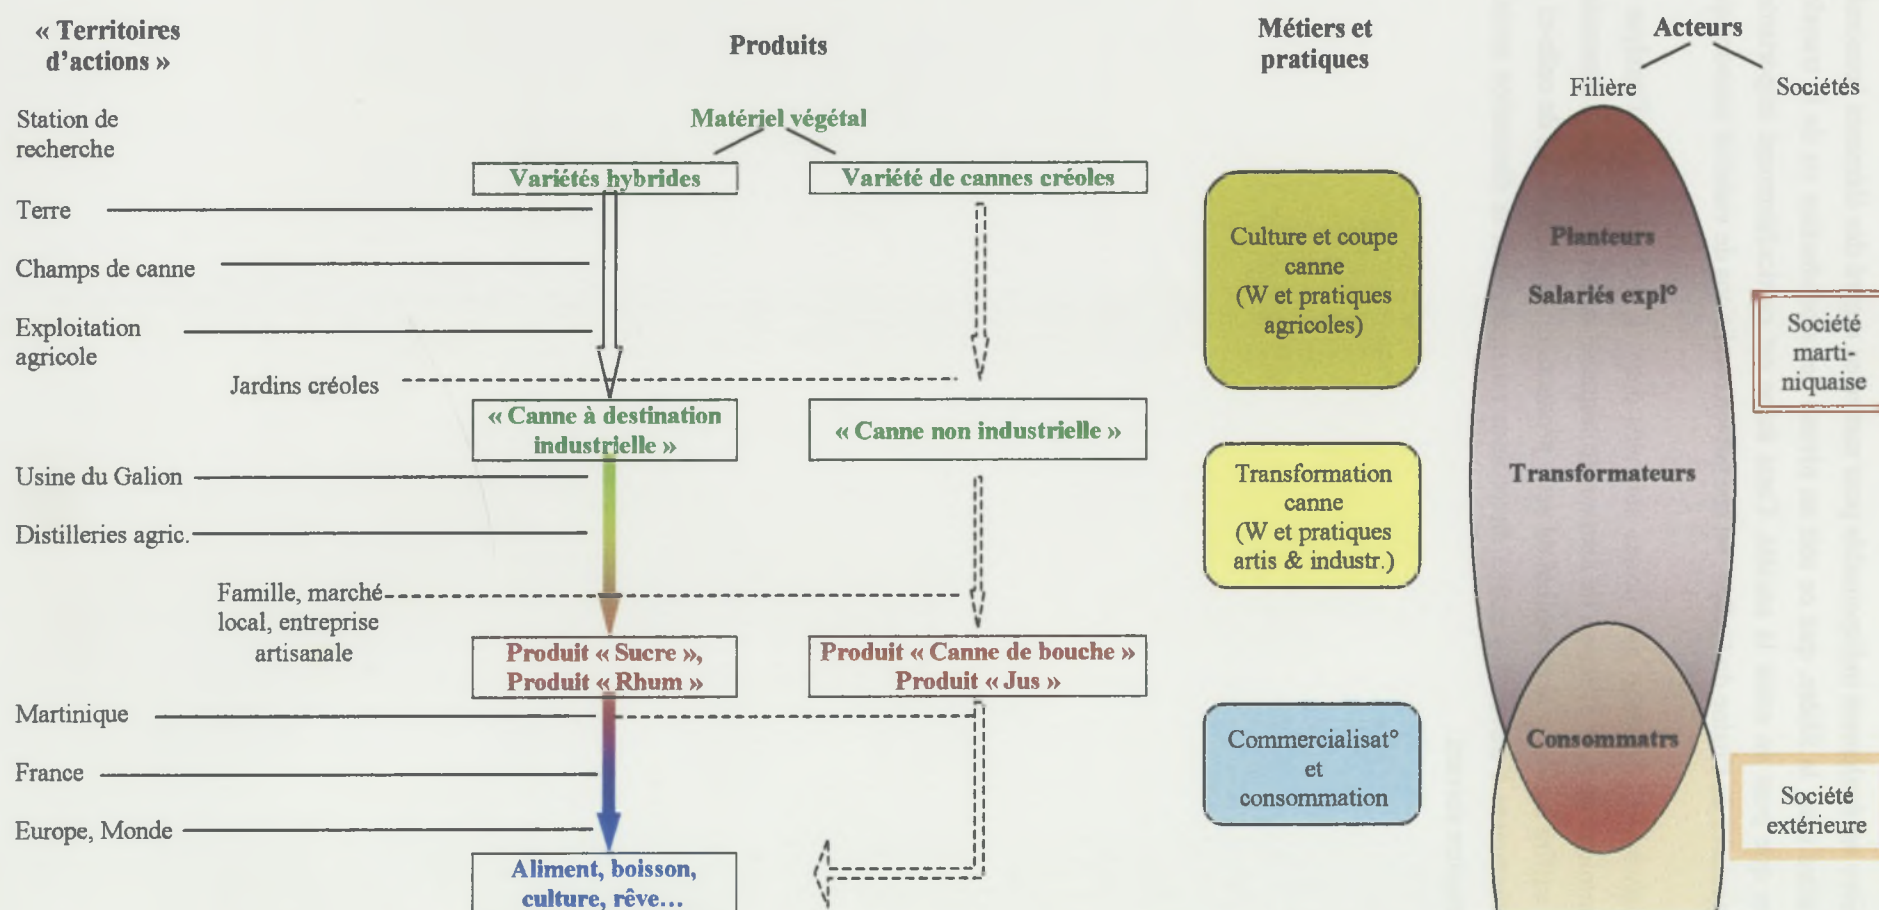 « Territoires
d'actions »
Produits
Métiers et
pratiques
Acteurs
Filière
Sociétés
Station de
recherche
Matériel végétal
Variétés hybrides
Variété de cannes créoles
Terre
Champs de canne
Exploitation
agricole
Jardins créoles
Culture et coupe
canne
(W et pratiques
agricoles)
Planteurs
Salariés expl°
Société
marti-
niquaise
« Canne à destination
industrielle »
« Canne non industrielle »
Usine du Galion
Distilleries agric.
Transformation
canne
(W et pratiques
artis & industr.)
Transformateurs
Famille, marché
local, entreprise
artisanale
Produit « Sucre »,
Produit « Rhum »
Produit « Canne de bouche »
Produit « Jus »
Martinique
France
Europe, Monde
Commercialisat°
et
consommation
Consommatrs
Société
extérieure
Aliment, boisson,
culture, rêve…